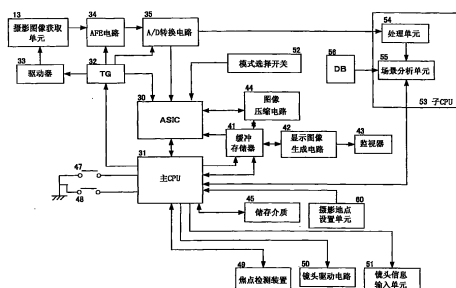 13
34
35
摄影图像获取
单元
AFE电路
A/D转换电路
54
处理单元
33
驱动器
32
TG
52
模式选择开关
56
DB
55
场景分析单元
53 子CPU
30
ASIC
44
图像
压缩电路
41
缓冲
存储器
42
显示图像
生成电路
43
监视器
31
主CPU
47
48
45
储存介质
摄影地点
设置单元
60
49
焦点检测装置
50
镜头驱动电路
51
镜头信息
输入单元